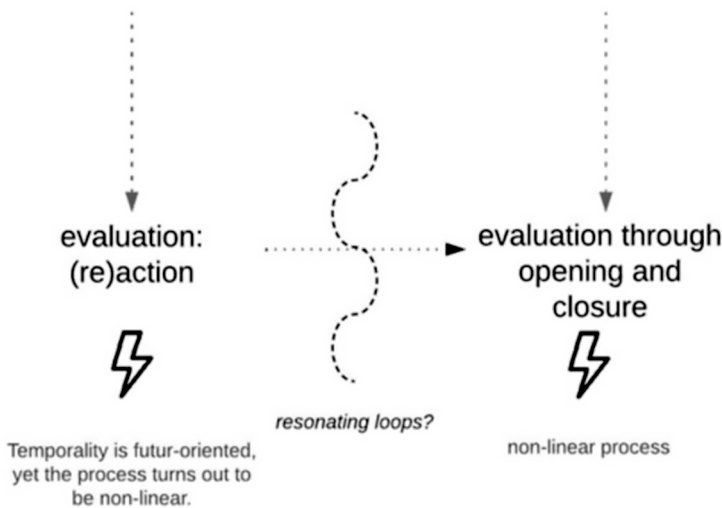 evaluation:
(re)action
evaluation through
opening and
closure
resonating loops?
Temporality is futur-oriented,
yet the process turns out to
be non-linear.
non-linear process